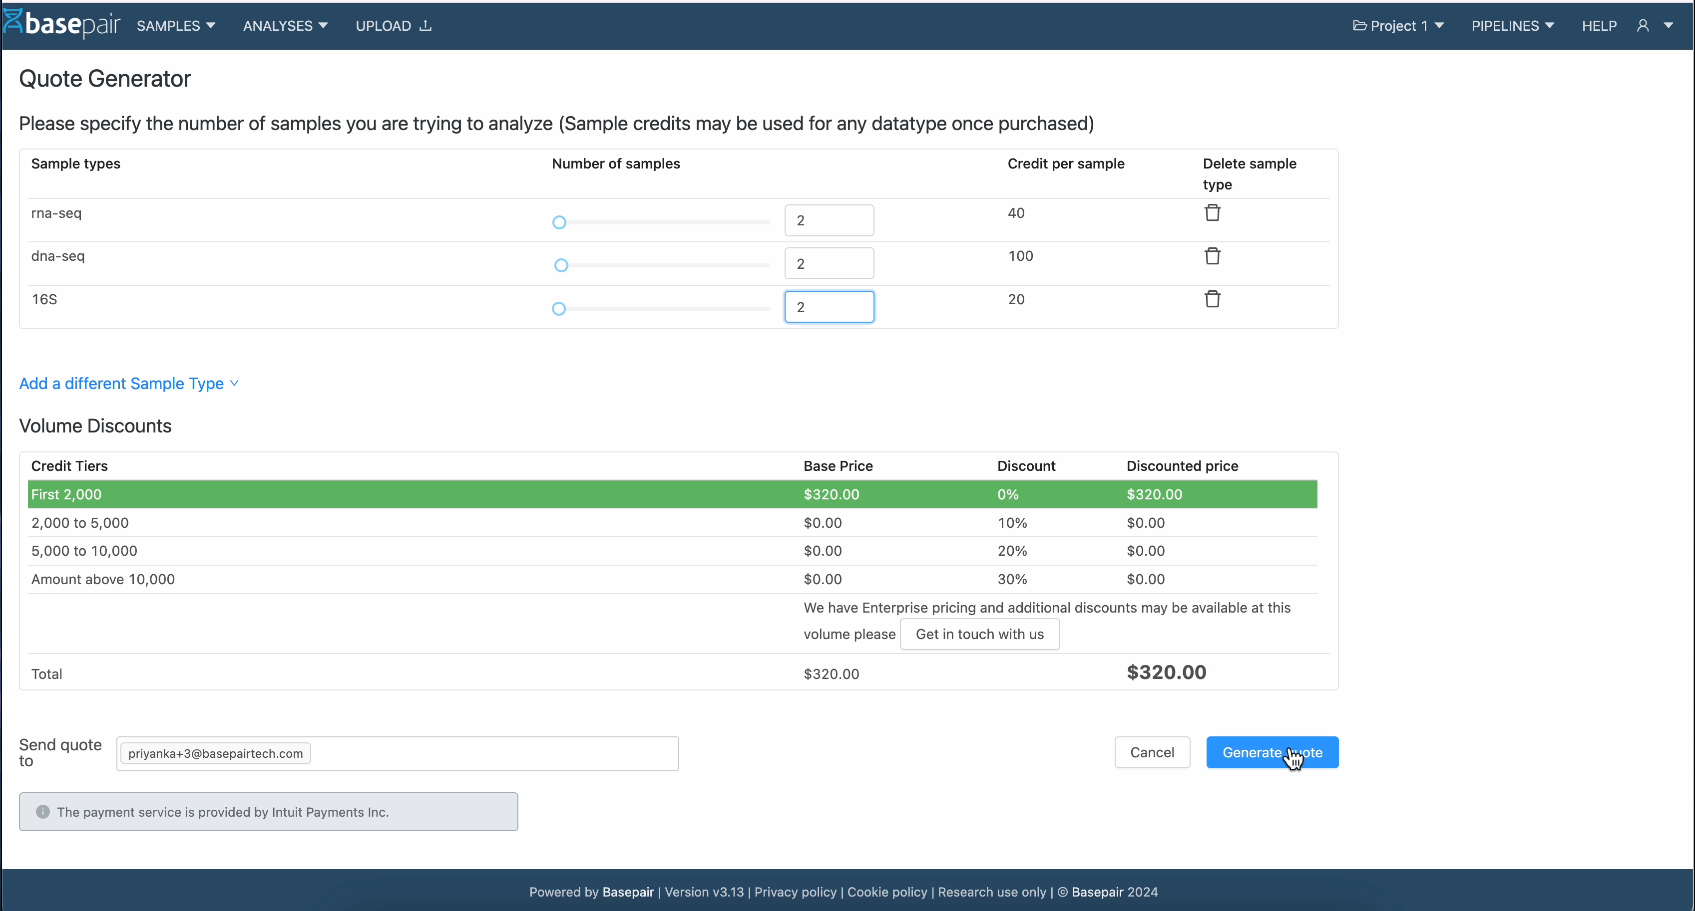 basepair SAMPLES ANALYSES UPLOAD Project 1 PIPELINES HELP
Quote Generator
Please specify the number of samples you are trying to analyze (Sample credits may be used for any datatype once purchased)
Sample types Number of samples Credit per sample Delete sample type
rna-seq 2 40
dna-seq 2 100
16S 2 20
Add a different Sample Type
Volume Discounts
Credit Tiers Base Price Discount Discounted price
First 2,000 $320.00 0% $320.00
2,000 to 5,000 $0.00 10% $0.00
5,000 to 10,000 $0.00 20% $0.00
Amount above 10,000 $0.00 30% $0.00
We have Enterprise pricing and additional discounts may be available at this
volume please Get in touch with us
Total $320.00 $320.00
Send quote to priyanka+3@basepairtech.com Cancel Generate quote
The payment service is provided by Intuit Payments Inc.
Powered by Basepair | Version v3.13 | Privacy policy | Cookie policy | Research use only | © Basepair 2024